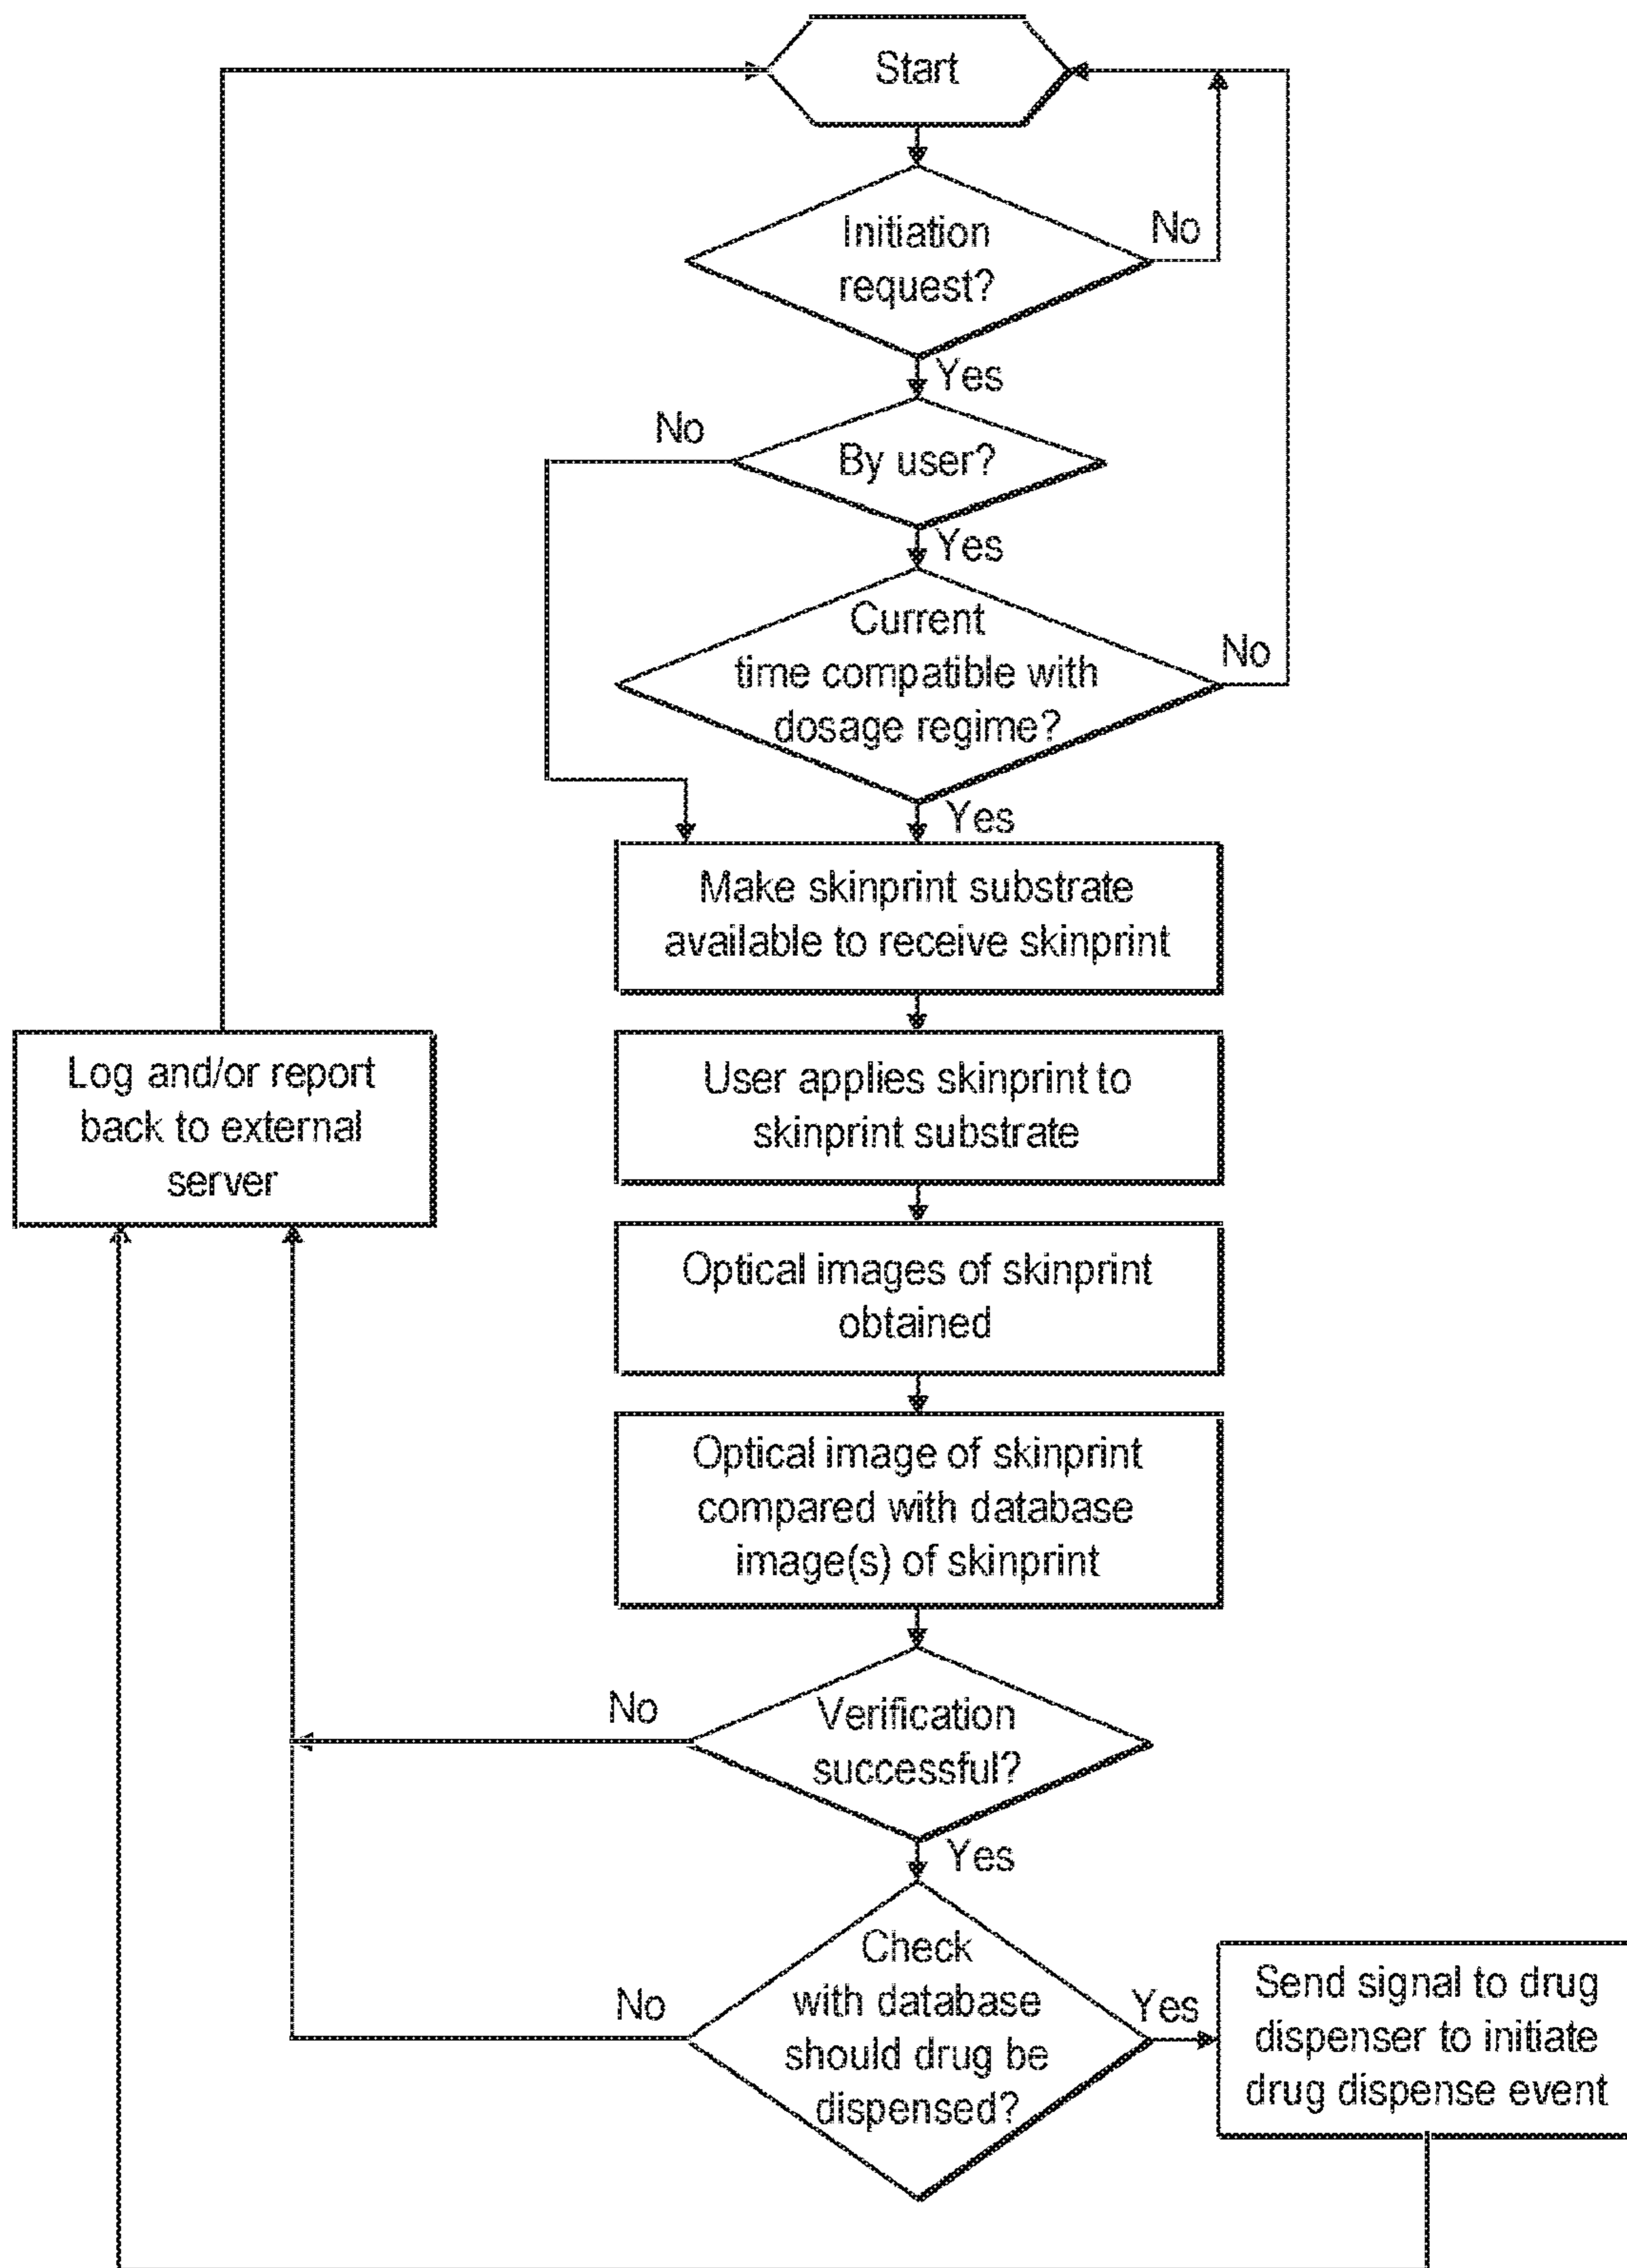 Start
Initiation
request?
No
Yes
No
By user?
Yes
Current
time compatible with
dosage regime?
No
Yes
Make skinprint substrate
available to receive skinprint
Log and/or report
back to external
server
User applies skinprint to
skinprint substrate
Optical images of skinprint
obtained
Optical image of skinprint
compared with database
image(s) of skinprint
No
Verification
successful?
Yes
Check
with database
should drug be
dispensed?
No
Yes
Send signal to drug
dispenser to initiate
drug dispense event